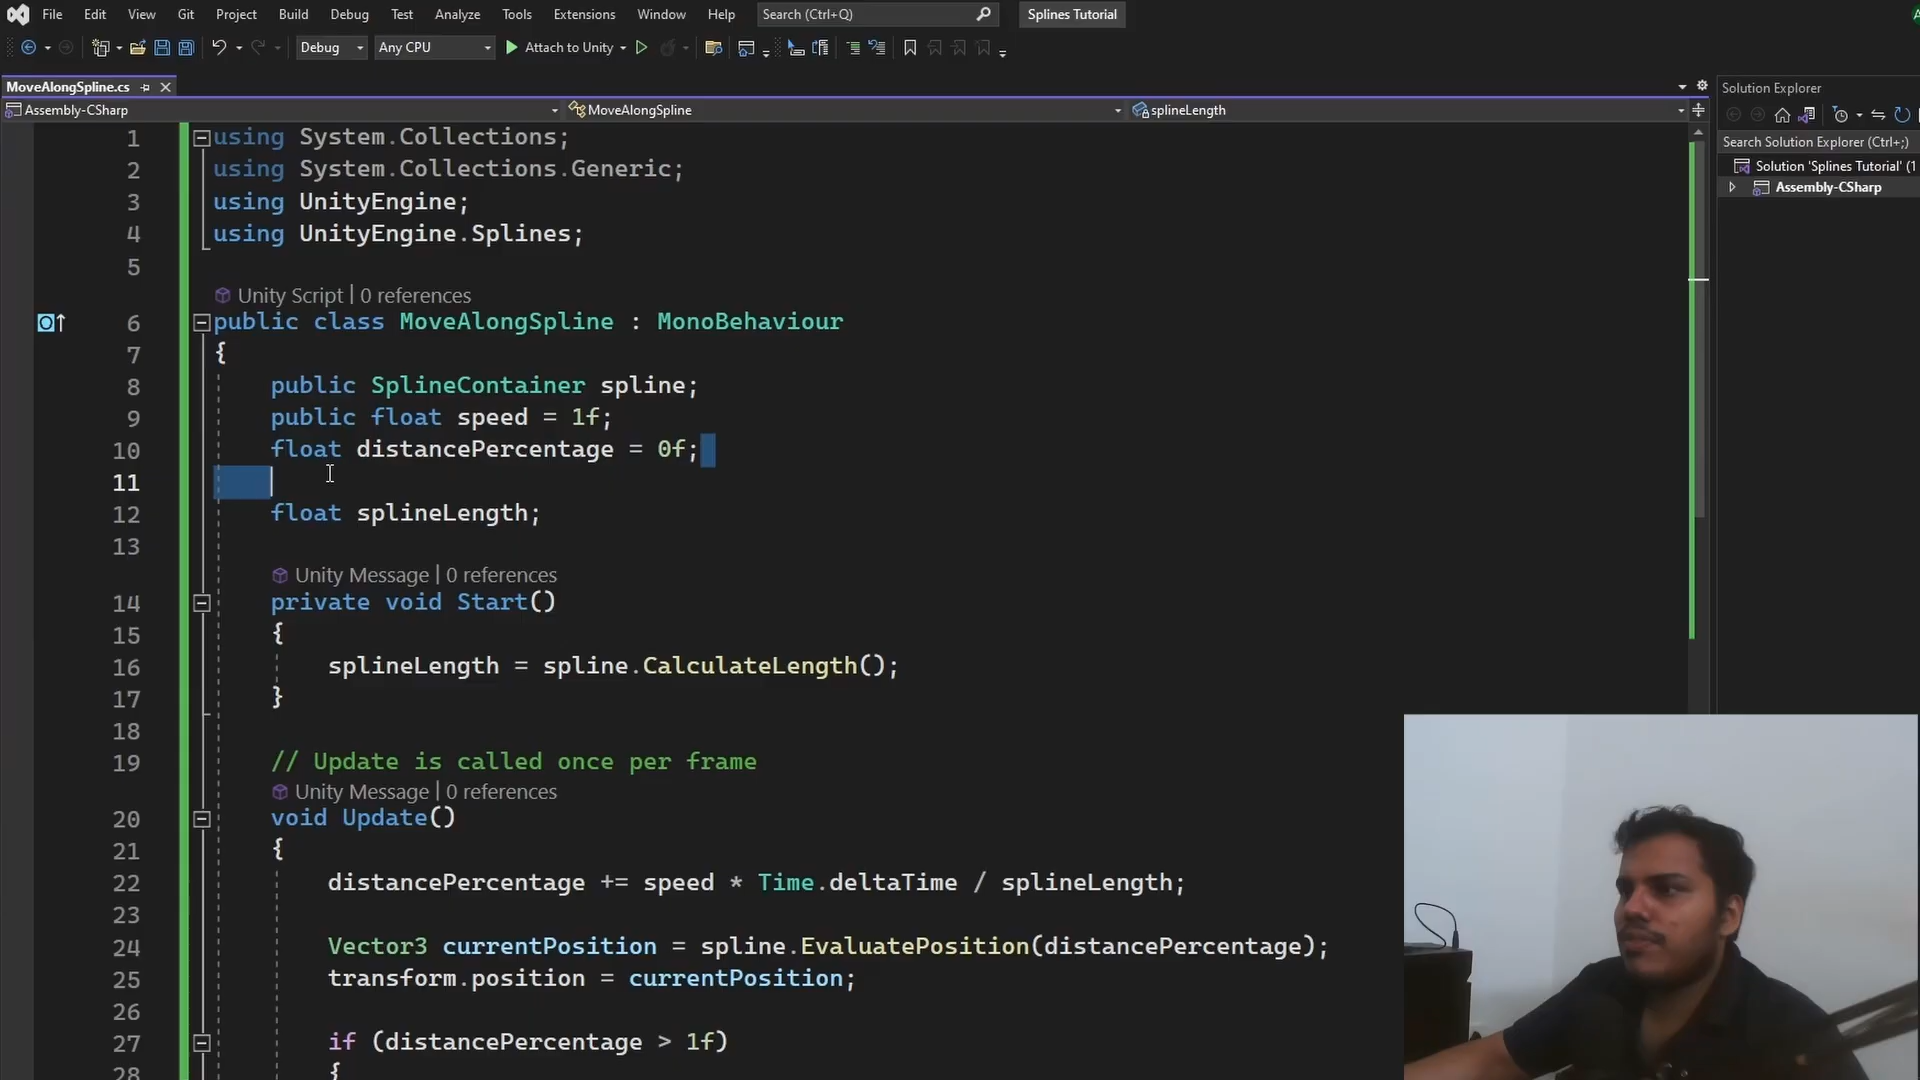 File Edit View Git Project Build Debug Test Analyze Tools Extensions Window Help Search (Ctrl+Q) Splines Tutorial
Debug Any CPU Attach to Unity
MoveAlongSpline.cs
Solution Explorer
Assembly-CSharp MoveAlongSpline splineLength
Search Solution Explorer (Ctrl+;)
Solution 'Splines Tutorial' (1
Assembly-CSharp
1 using System.Collections;
2 using System.Collections.Generic;
3 using UnityEngine;
4 using UnityEngine.Splines;
5
Unity Script | 0 references
6 public class MoveAlongSpline : MonoBehaviour
7 {
8 public SplineContainer spline;
9 public float speed = 1f;
10 float distancePercentage = 0f;
11
12 float splineLength;
13
Unity Message | 0 references
14 private void Start()
15 {
16 splineLength = spline.CalculateLength();
17 }
18
19 // Update is called once per frame
Unity Message | 0 references
20 void Update()
21 {
22 distancePercentage += speed * Time.deltaTime / splineLength;
23
24 Vector3 currentPosition = spline.EvaluatePosition(distancePercentage);
25 transform.position = currentPosition;
26
27 if (distancePercentage > 1f)
28 {